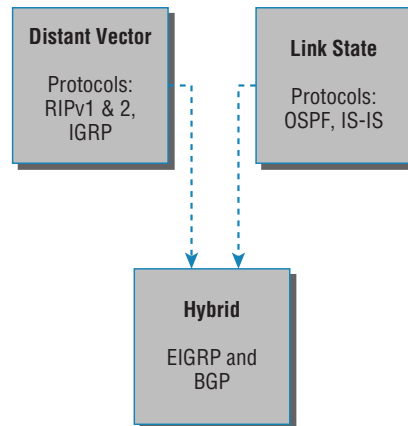 Distant Vector
Protocols:
RIPv1 & 2,
IGRP
Link State
Protocols:
OSPF, IS-IS
Hybrid
EIGRP and
BGP